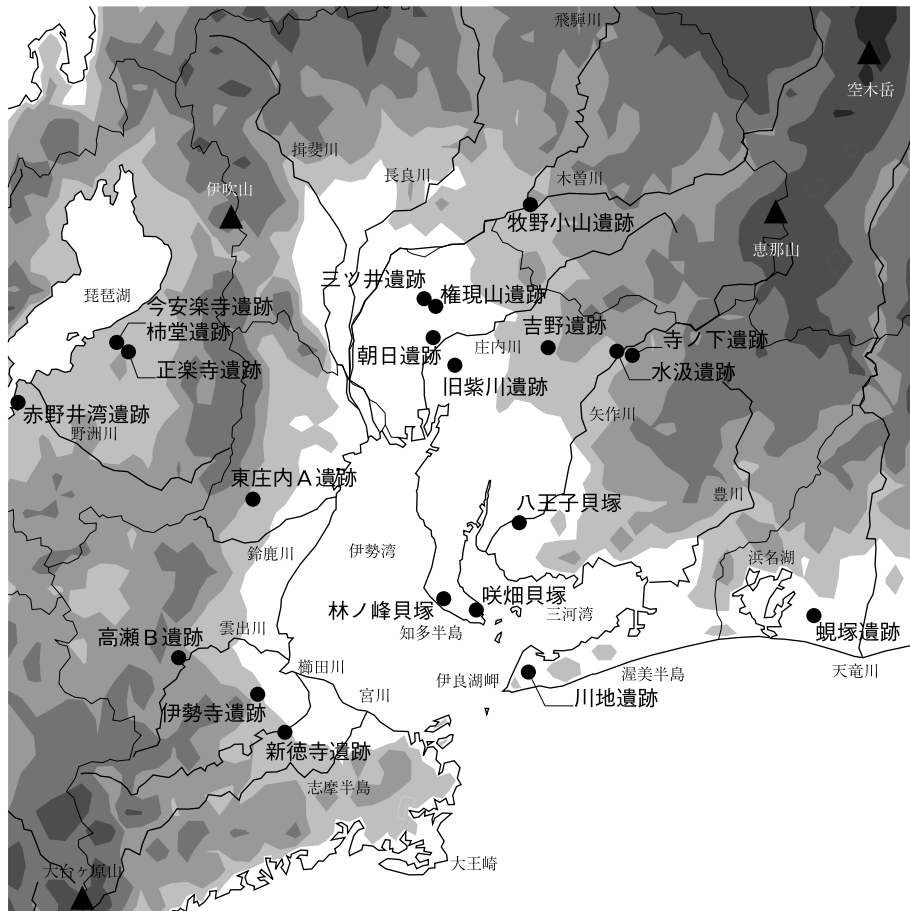 飛騨川
空木岳
揖斐川
長良川
木曽川
伊吹山
牧野小山遺跡
恵那山
三ツ井遺跡
権現山遺跡
琵琶湖
今安楽寺遺跡
柿堂遺跡
吉野遺跡
寺ノ下遺跡
朝日遺跡
庄内川
正楽寺遺跡
水汲遺跡
旧紫川遺跡
赤野井湾遺跡
矢作川
野洲川
東庄内A遺跡
豊川
八王子貝塚
鈴鹿川
伊勢湾
浜名湖
咲畑貝塚
林ノ峰貝塚
三河湾
雲出川
知多半島
蜆塚遺跡
高瀬B遺跡
櫛田川
伊良湖岬
渥美半島
天竜川
宮川
川地遺跡
伊勢寺遺跡
新徳寺遺跡
志摩半島
大台ヶ原山
大王崎